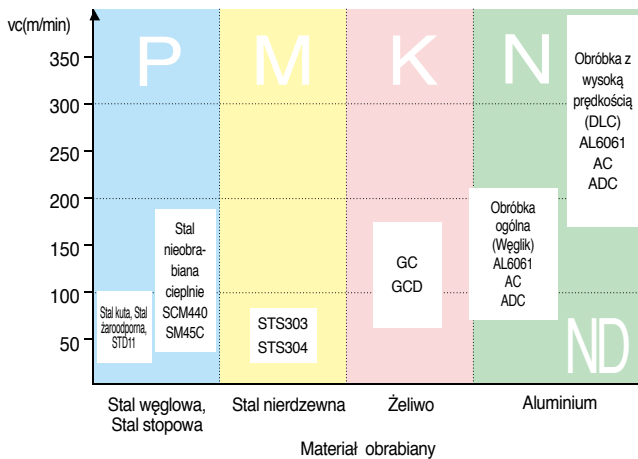 vc(m/min)
350
300
250
200
150
100
50
P
M
K
N
Stal kuta, Stal
żaroodporna,
STD11
Stal
nieobra-
biana
cieplnie
SCM440
SM45C
STS303
STS304
GC
GCD
Obróbka
ogólna
(Węglik)
AL6061
AC
ADC
Obróbka z
wysoką
prędkością
(DLC)
AL6061
AC
ADC
ND
Stal węglowa,
Stal stopowa
Stal nierdzewna
Żeliwo
Aluminium
Materiał obrabiany